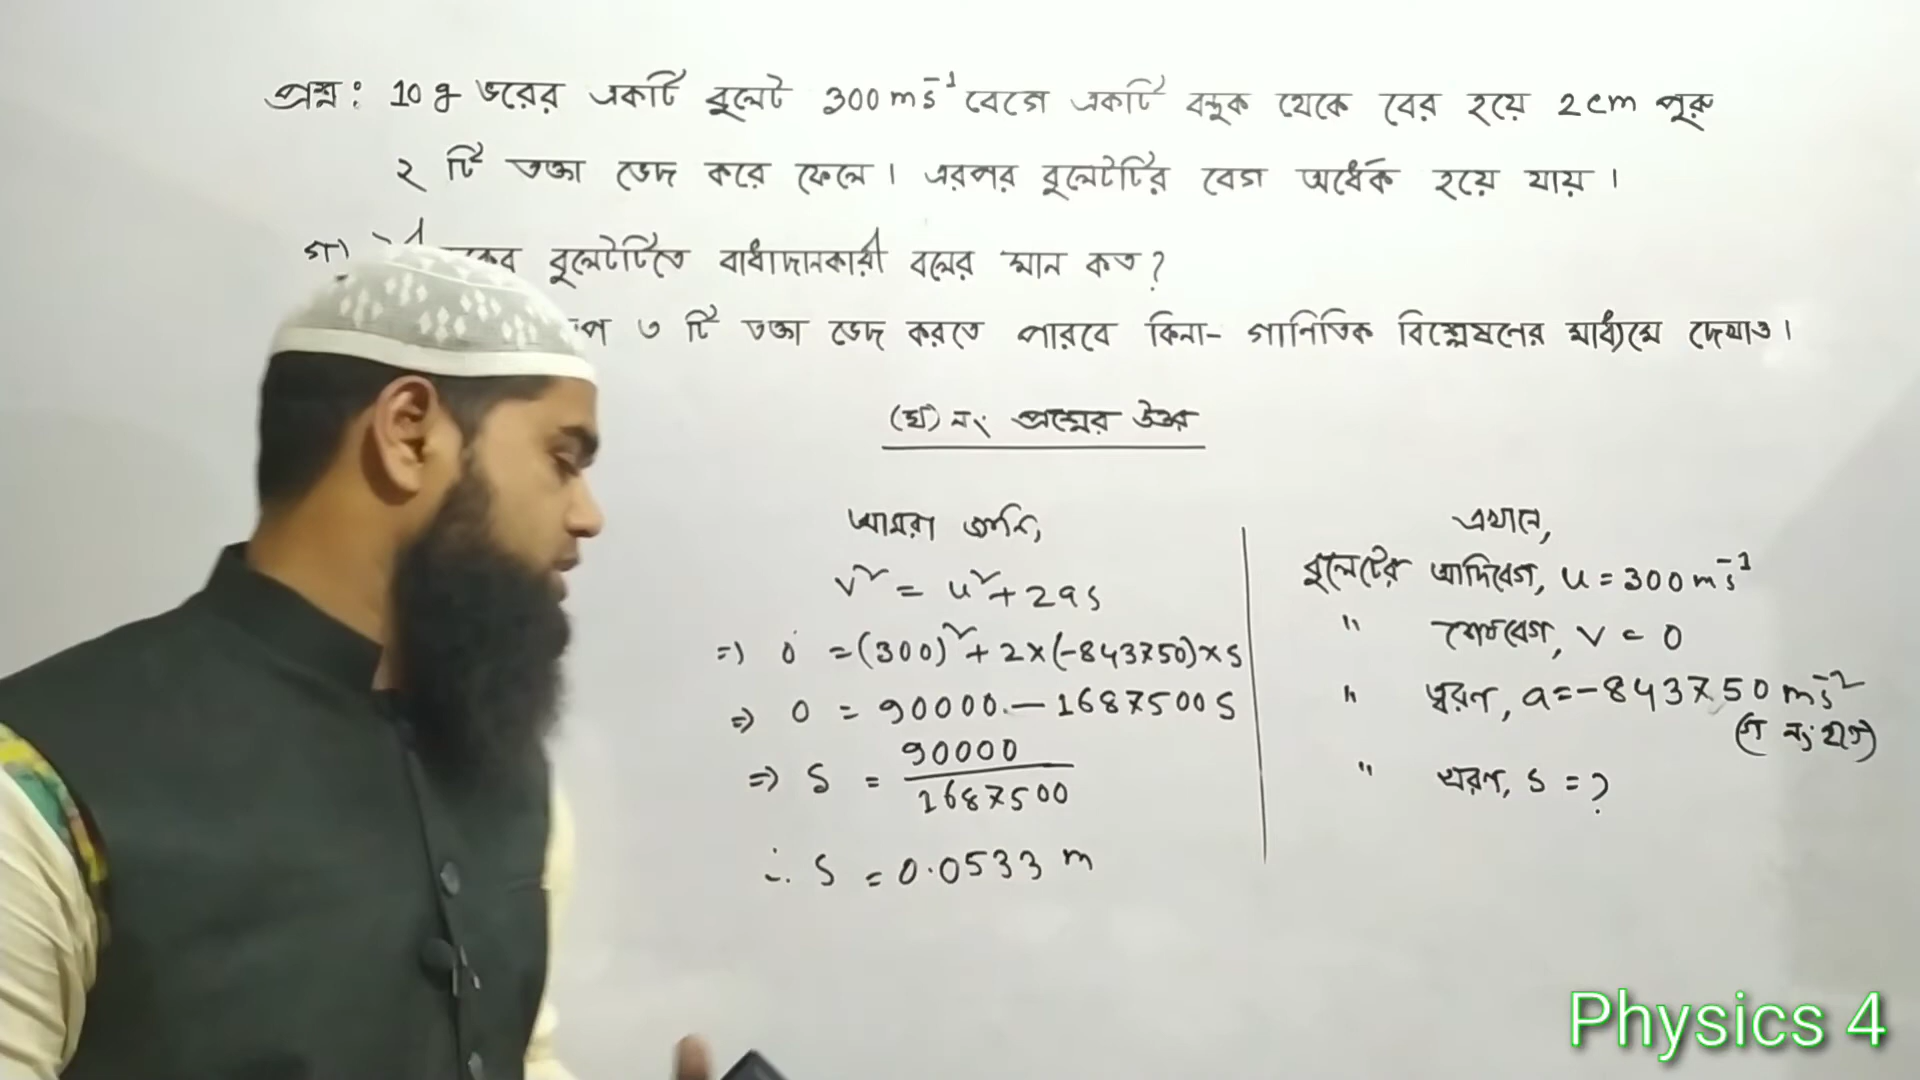 প্রশ্ন: 10 g ভরের একটি বুলেট 300 ms⁻¹ বেগে একটি বন্দুক থেকে বের হয়ে 2 cm পুরু
২ টি তক্তা ভেদ করে ফেলে। এরপর বুলেটটির বেগ অর্ধেক হয়ে যায়।
গ) বুলেটটিতে বাধাদানকারী বলের মান কত?
৩ টি তক্তা ভেদ করতে পারবে কিনা- গানিতিক বিশ্লেষনের মাধ্যমে দেখাও।
(ঘ) নং প্রশ্নের উত্তর
আমরা জানি,
v² = u² + 2as
⇒) 0 = (300)² + 2×(-843750)×s
⇒) 0 = 90000 - 1687500 S
⇒) S = 90000
1687500
∴ S = 0.0533 m
এখানে,
বুলেটের আদিবেগ, u = 300 ms⁻¹
" শেষবেগ, v = 0
" ত্বরণ, a = -843750 ms⁻²
(গ নং হতে)
" সরণ, s = ?
Physics 4